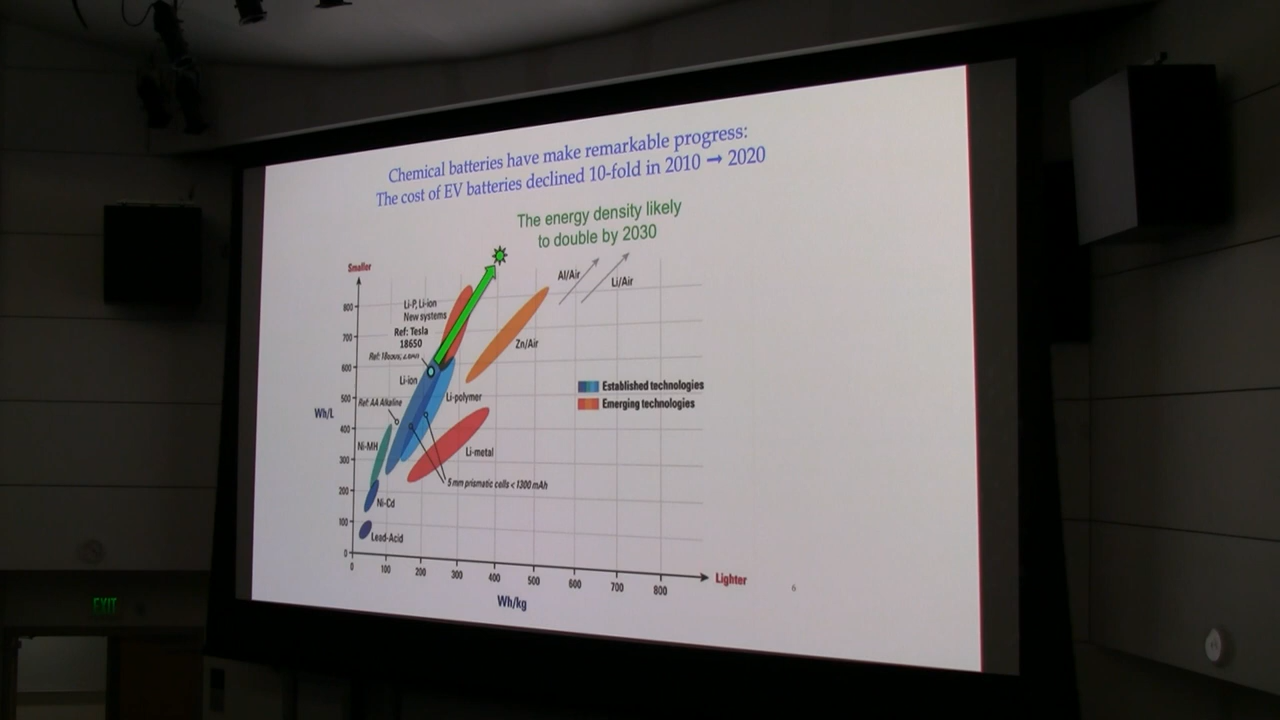 Chemical batteries have make remarkable progress:
The cost of EV batteries declined 10-fold in 2010 → 2020
The energy density likely
to double by 2030
Smaller
Al/Air
Li/Air
Li-P, Li-ion
New systems
Ref: Tesla
18650
Zn/Air
Li-ion
Li-polymer
Established technologies
Emerging technologies
Ref: AA Alkaline
Wh/L
Ni-MH
Li-metal
5 mm prismatic cells < 1300 mAh
Ni-Cd
Lead-Acid
800
700
600
500
400
300
200
100
0
0 100 200 300 400 500 600 700 800
Lighter
Wh/kg
6
EXIT